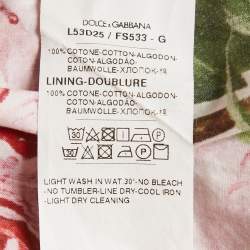 DOLCE & GABBANA
L53D25 / FS533 - G
100% COTONE-COTTON-ALGODON-
COTON-ALGODÃO-
BAUMWOLLE-ХЛОПОК-棉
LINING-DOUBLURE
100% COTONE-COTTON-ALGODON-
COTON-ALGODÃO-
BAUMWOLLE-ХЛОПОК-棉
LIGHT WASH IN WAT.30°-NO BLEACH
-NO TUMBLER-LINE DRY-COOL IRON
-LIGHT DRY CLEANING